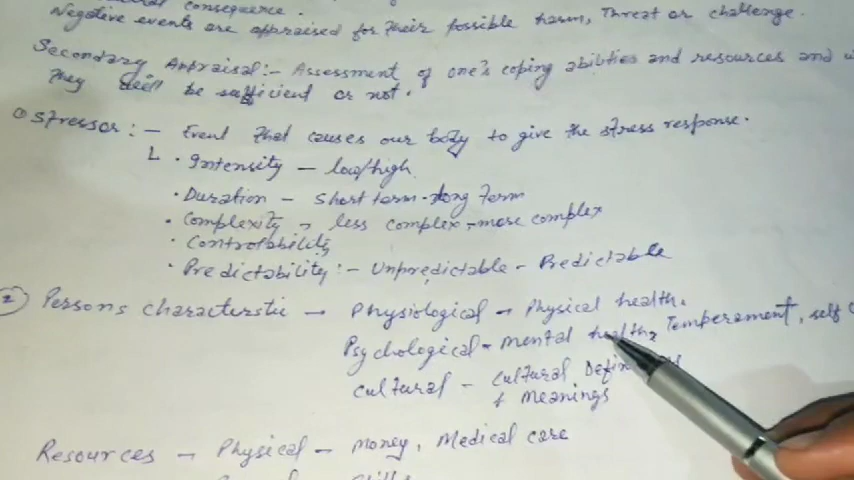 consequence.
Negative events are appraised for their possible harm, Threat or challenge.
Secondary Appraisal:- Assessment of one's coping abilities and resources and
they will be sufficient or not.
① Stressor:- Event that causes our body to give the stress response.
• Intensity - low/high.
• Duration - Short term - long Term
• Complexity → less complex - more complex
• Controlability
• Predictability:- Unpredictable - Predictable
② Persons characterstic → Physiological → Physical health.
Psychological - mental health, Temperament, self
cultural - cultural
+ Meanings
Resources - Physical - Money, Medical care